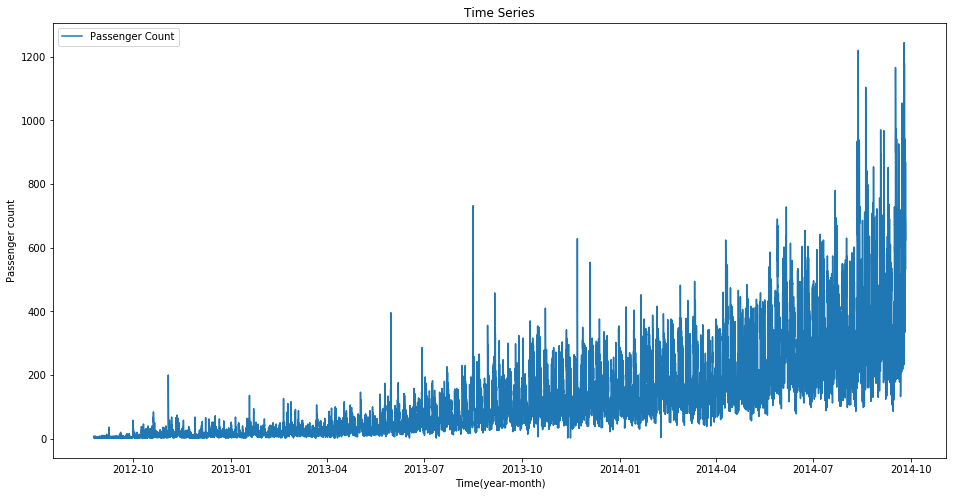 Time Series
Passenger Count
1200
1000
800
600
400
200
0
Passenger count
2012-10 2013-01 2013-04 2013-07 2013-10 2014-01 2014-04 2014-07 2014-10
Time(year-month)